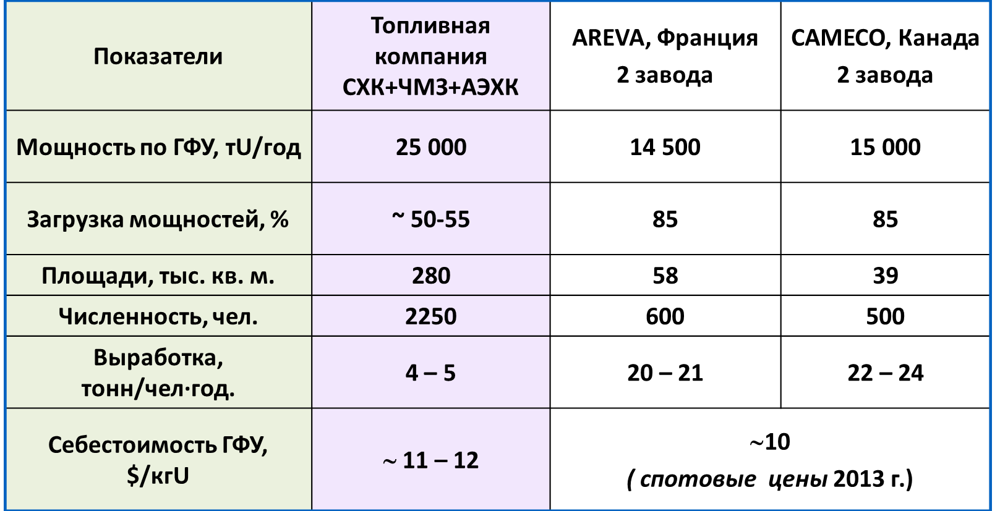 Показатели
Топливная
компания
СХК+ЧМЗ+АЭХК
AREVA, Франция
2 завода
CAMECO, Канада
2 завода
Мощность по ГФУ, тU/год
25 000
14 500
15 000
Загрузка мощностей, %
~ 50-55
85
85
Площади, тыс. кв. м.
280
58
39
Численность, чел.
2250
600
500
Выработка,
тонн/чел·год.
4 – 5
20 – 21
22 – 24
Себестоимость ГФУ,
$/кгU
~ 11 – 12
~10
( спотовые цены 2013 г.)